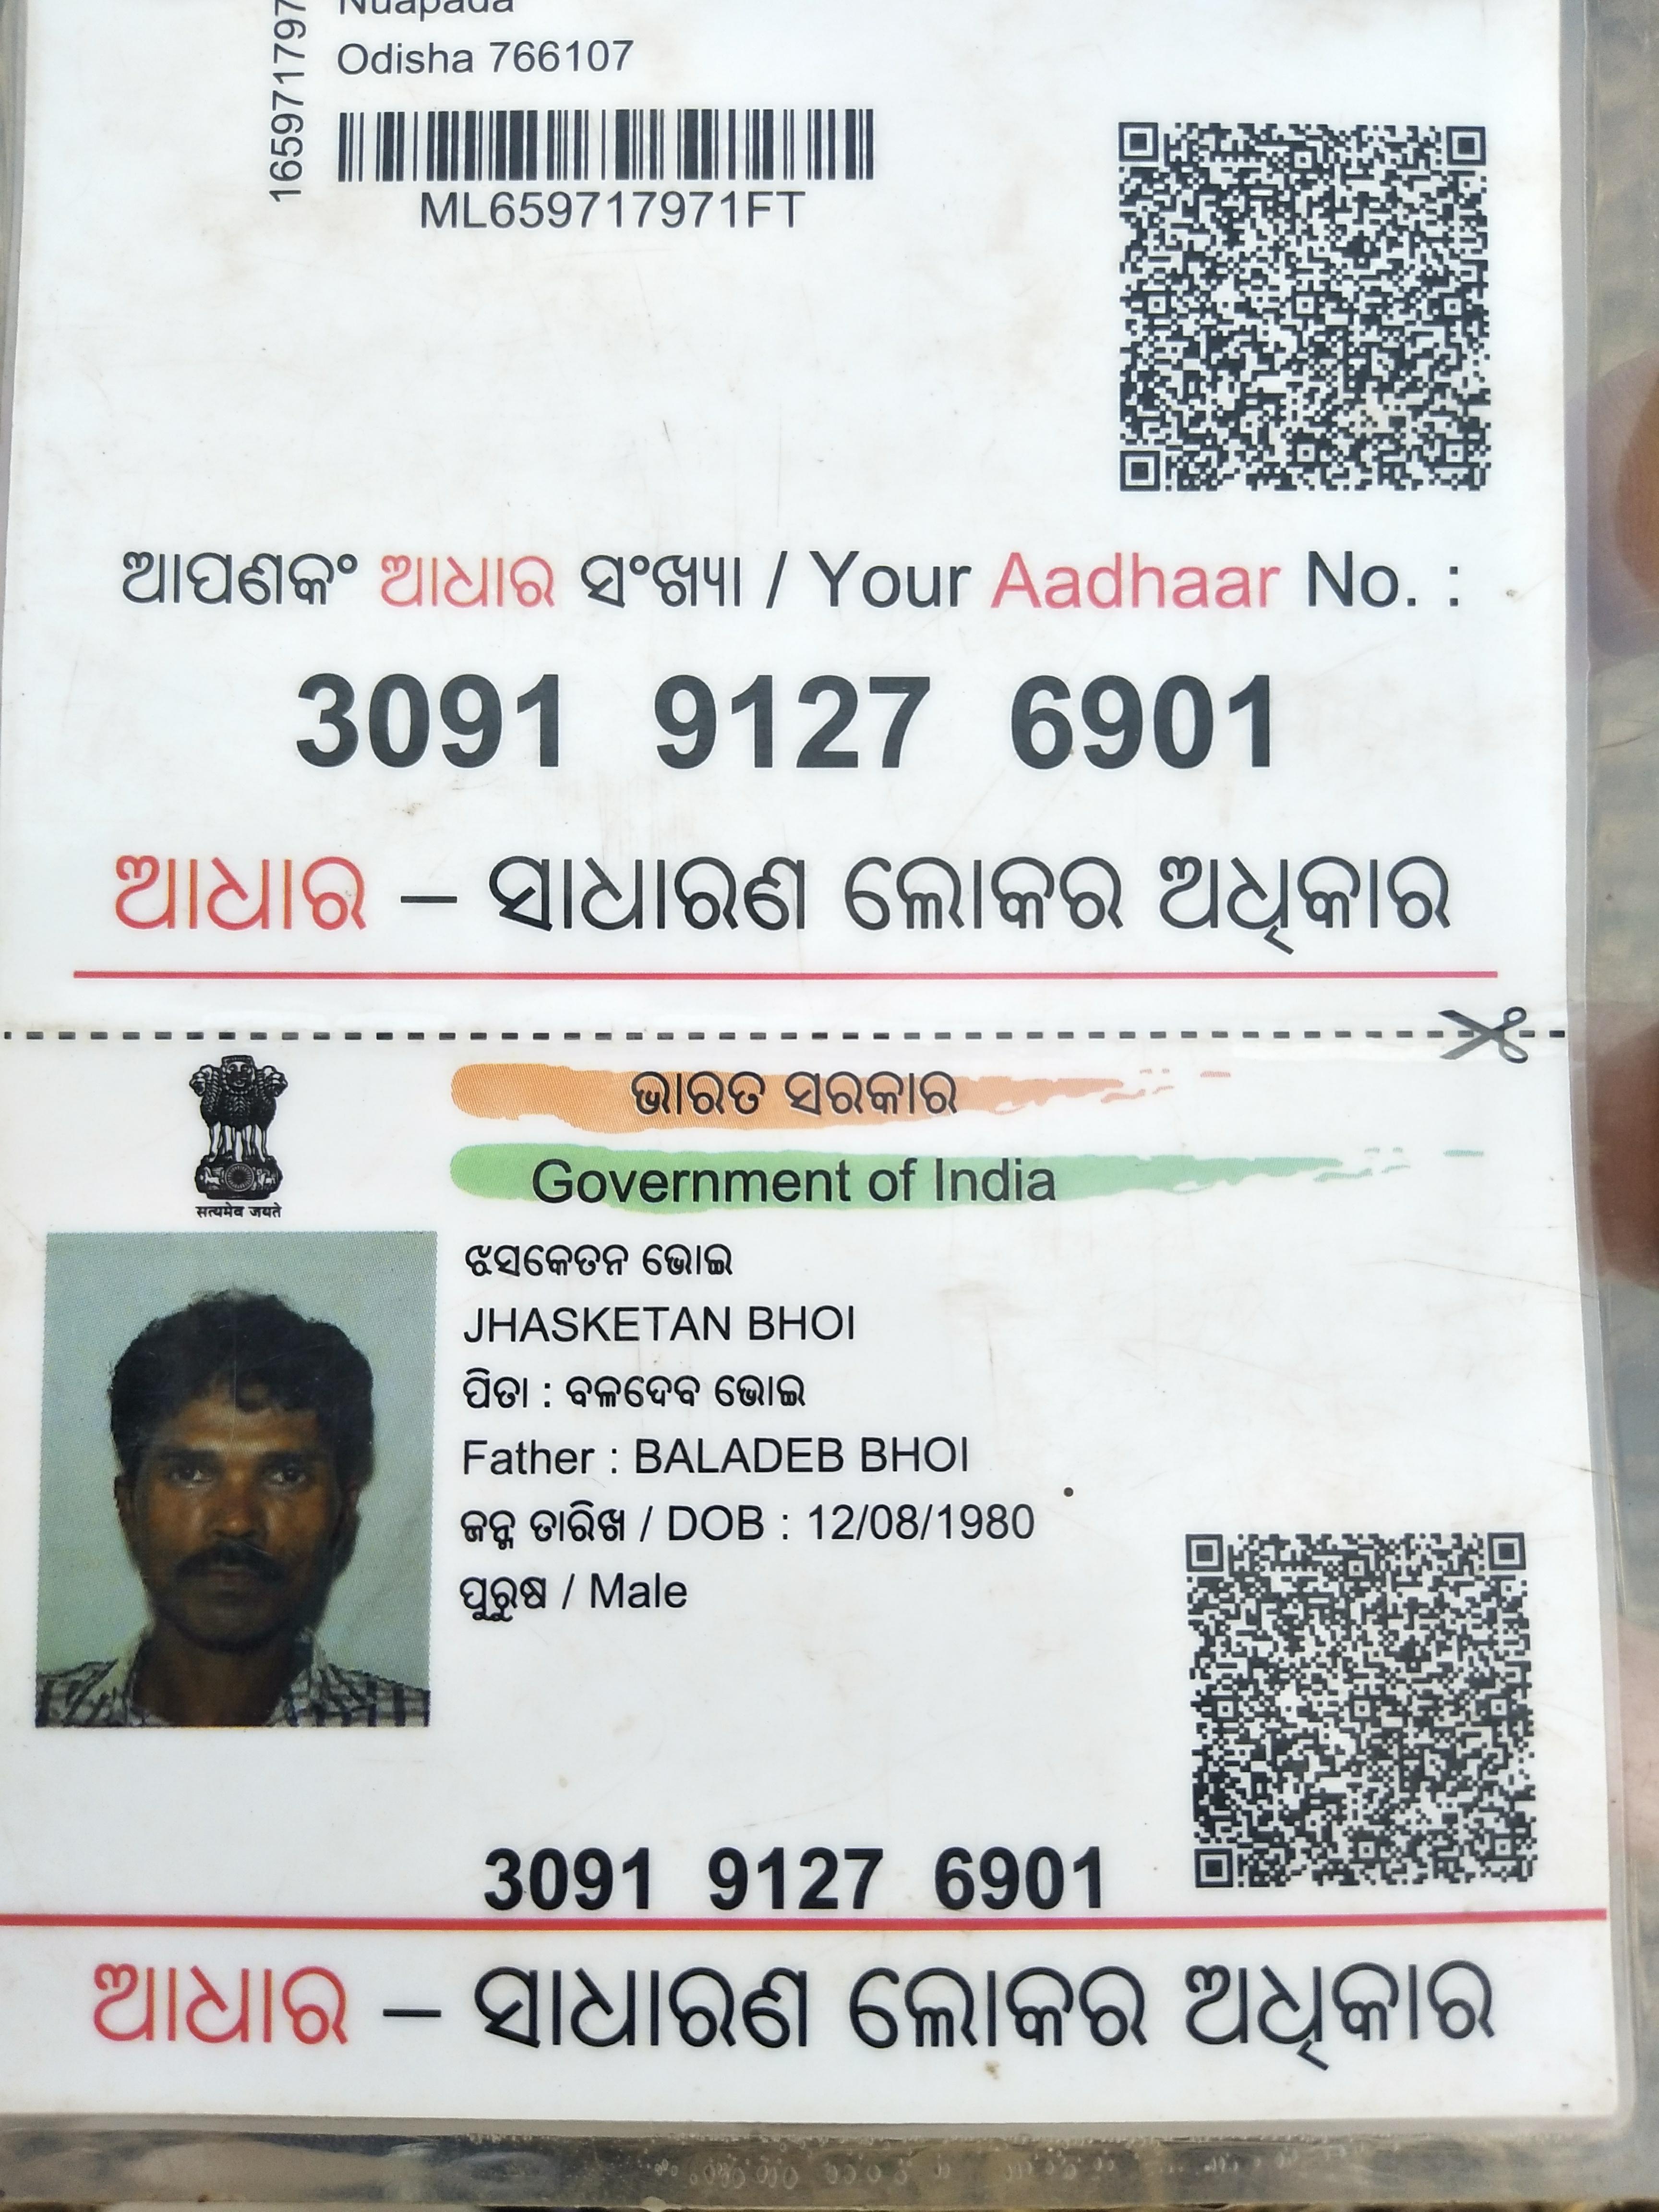 Nuapada
Odisha 766107
ML659717971FT
ଆପଣଙ୍କ ଆଧାର ସଂଖ୍ୟା / Your Aadhaar No. :
3091 9127 6901
ଆଧାର – ସାଧାରଣ ଲୋକର ଅଧିକାର
ଭାରତ ସରକାର
Government of India
सत्यमेव जयते
ଝସକେତନ ଭୋଇ
JHASKETAN BHOI
ପିତା : ବଳଦେବ ଭୋଇ
Father : BALADEB BHOI
ଜନ୍ମ ତାରିଖ / DOB : 12/08/1980
ପୁରୁଷ / Male
3091 9127 6901
ଆଧାର – ସାଧାରଣ ଲୋକର ଅଧିକାର